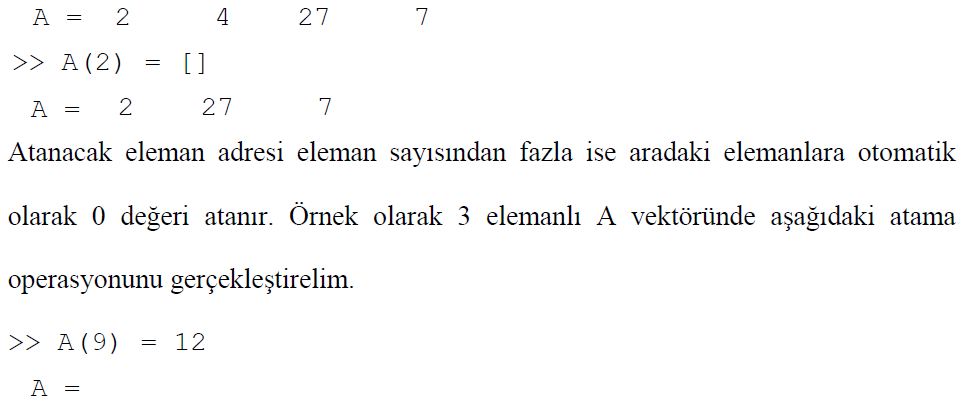 A = 2 4 27 7
>> A(2) = []
A = 2 27 7
Atanacak eleman adresi eleman sayısından fazla ise aradaki elemanlara otomatik
olarak 0 değeri atanır. Örnek olarak 3 elemanlı A vektöründe aşağıdaki atama
operasyonunu gerçekleştirelim.
>> A(9) = 12
A =